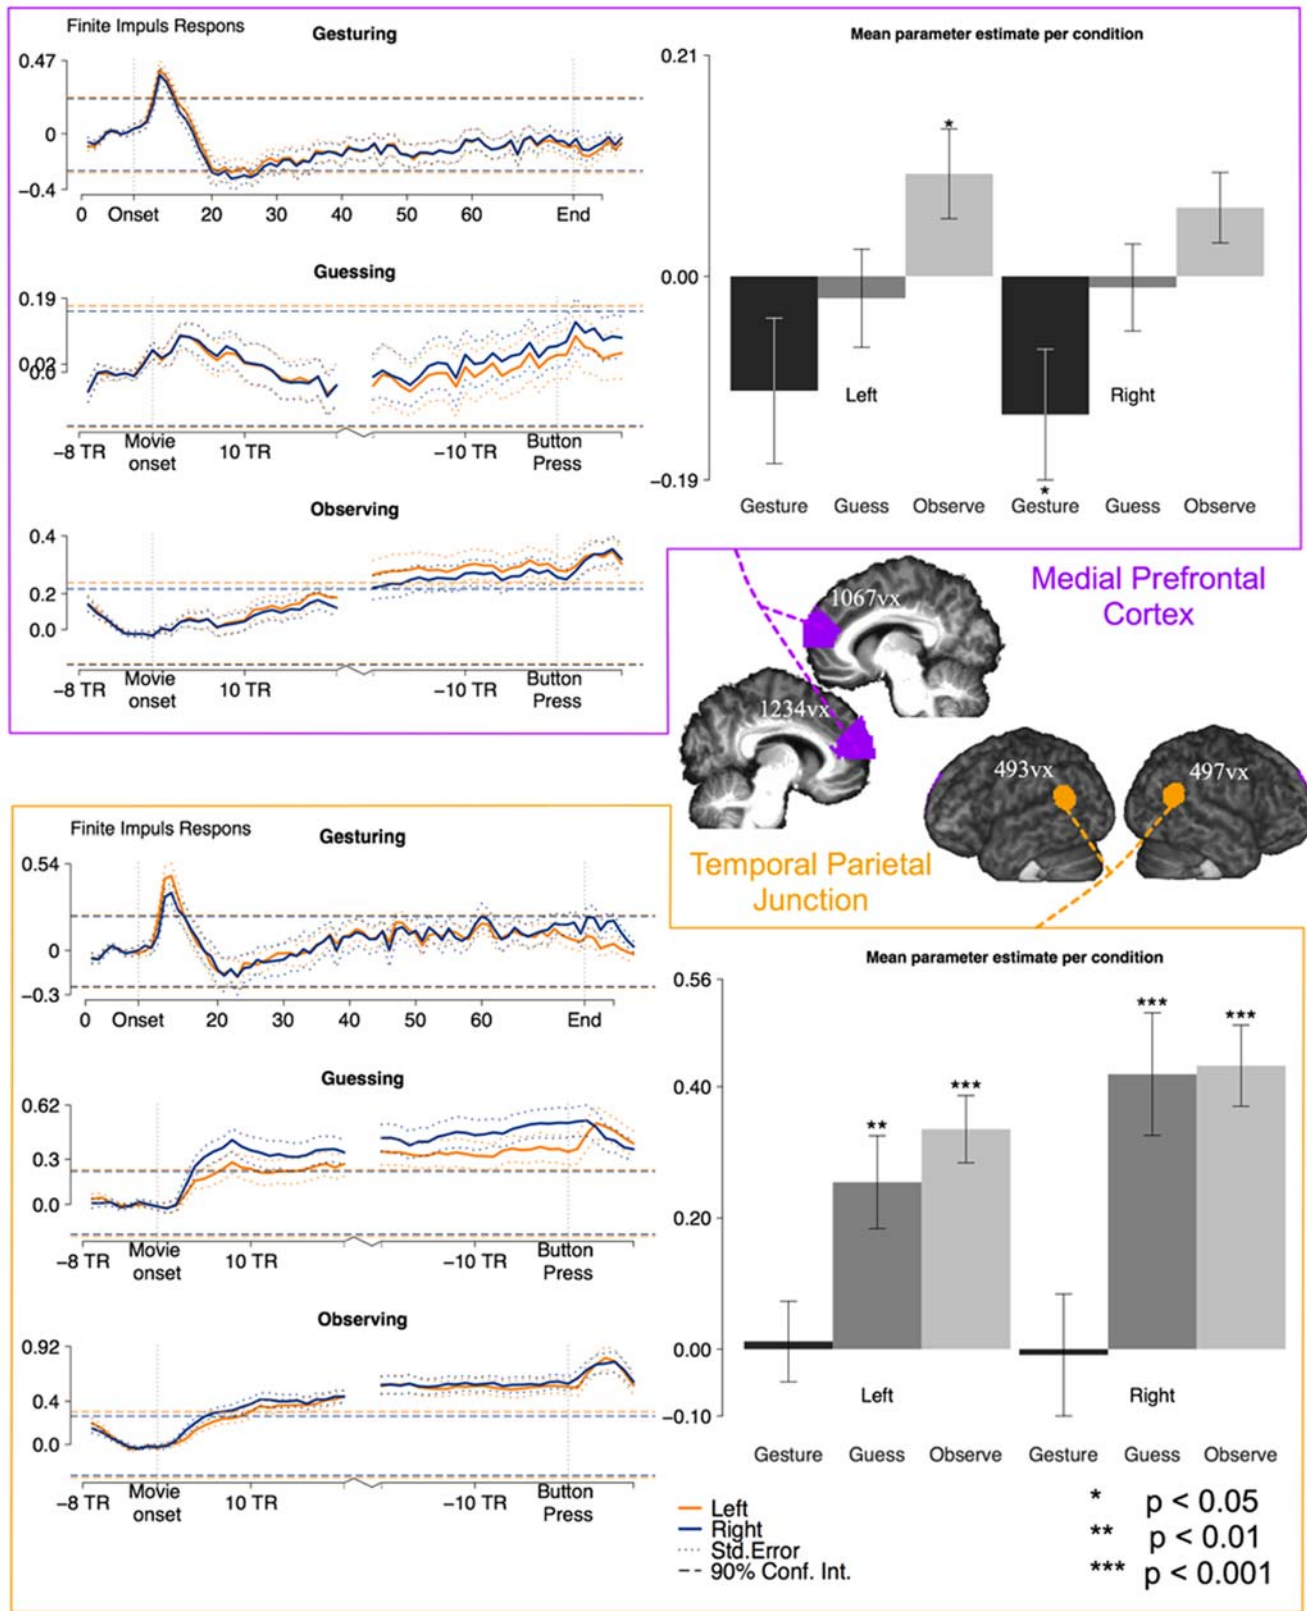 Finite Impuls Respons
Gesturing
0.47
0
−0.4
0 Onset 20 30 40 50 60 End
Guessing
0.19
0.02
−8 TR Movie onset 10 TR −10 TR Button Press
Observing
0.4
0.2
0.0
−8 TR Movie onset 10 TR −10 TR Button Press
Mean parameter estimate per condition
0.21
0.00
−0.19
*
*
Left Right
Gesture Guess Observe Gesture Guess Observe
Medial Prefrontal
Cortex
1067vx
1234vx
493vx
497vx
Temporal Parietal
Junction
Finite Impuls Respons
Gesturing
0.54
0
−0.3
0 Onset 20 30 40 50 60 End
Guessing
0.62
0.3
0.0
−8 TR Movie onset 10 TR −10 TR Button Press
Observing
0.92
0.4
0.0
−8 TR Movie onset 10 TR −10 TR Button Press
Mean parameter estimate per condition
0.56
0.40
0.20
0.00
−0.10
** *** *** ***
Left Right
Gesture Guess Observe Gesture Guess Observe
Left
Right
Std.Error
90% Conf. Int.
* p < 0.05
** p < 0.01
*** p < 0.001